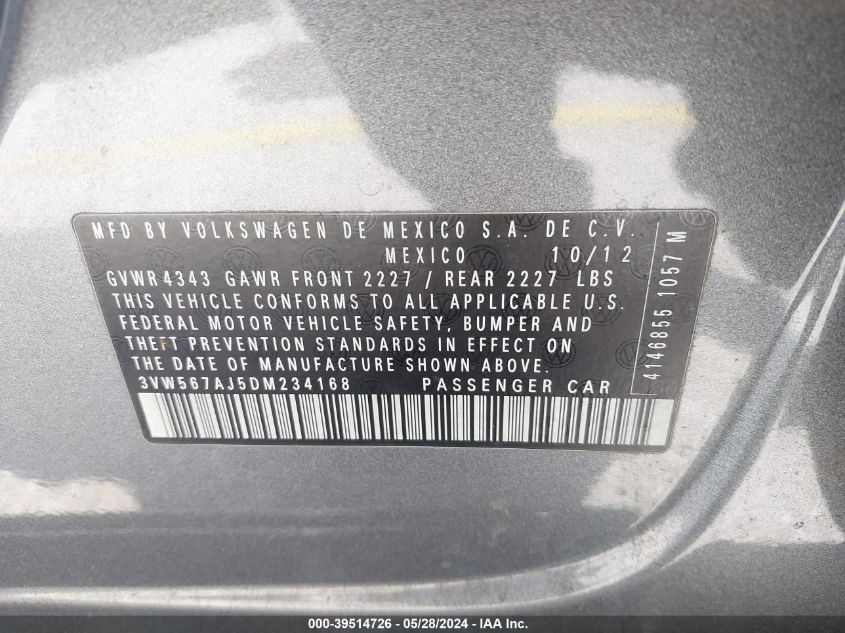 MFD BY VOLKSWAGEN DE MEXICO S.A. DE C.V.
MEXICO 10/12
GVWR4343 GAWR FRONT 2227 / REAR 2227 LBS
THIS VEHICLE CONFORMS TO ALL APPLICABLE U.S.
FEDERAL MOTOR VEHICLE SAFETY, BUMPER AND
THEFT PREVENTION STANDARDS IN EFFECT ON
THE DATE OF MANUFACTURE SHOWN ABOVE.
3VW567AJ5DM234168 PASSENGER CAR
4146855 1057 M
000-39514726 - 05/28/2024 - IAA Inc.